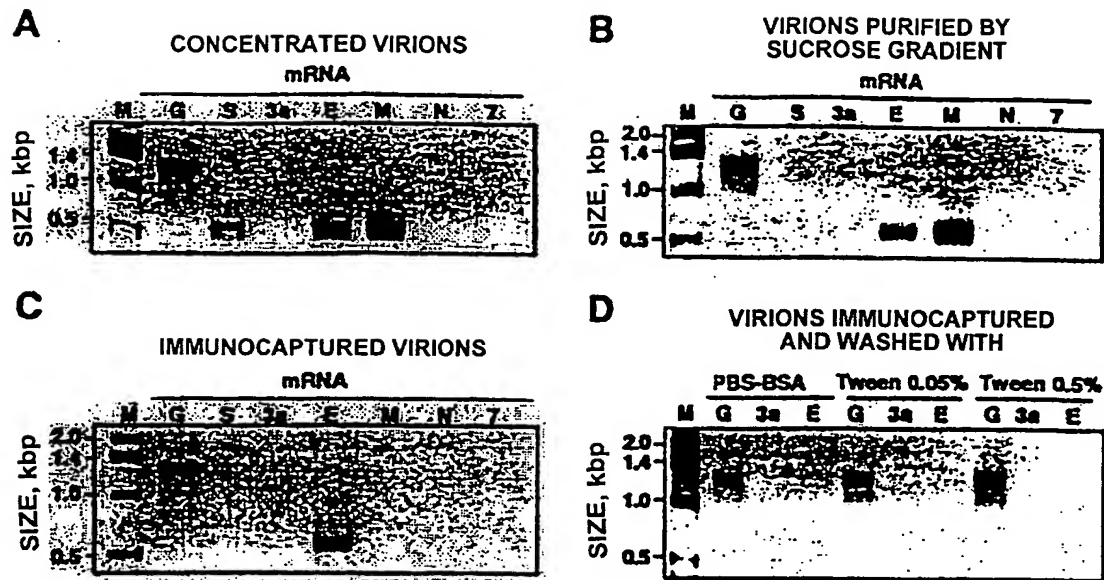 A
CONCENTRATED VIRIONS
mRNA
M G S 3a E M N 7
SIZE, kbp
1.4
1.0
0.5
B
VIRIONS PURIFIED BY
SUCROSE GRADIENT
mRNA
M G S 3a E M N 7
SIZE, kbp
2.0
1.4
1.0
0.5
C
IMMUNOCAPTURED VIRIONS
mRNA
M G S 3a E M N 7
SIZE, kbp
2.0
1.4
1.0
0.5
D
VIRIONS IMMUNOCAPTURED
AND WASHED WITH
PBS-BSA Tween 0.05% Tween 0.5%
M G 3a E G 3a E G 3a E
SIZE, kbp
2.0
1.4
1.0
0.5